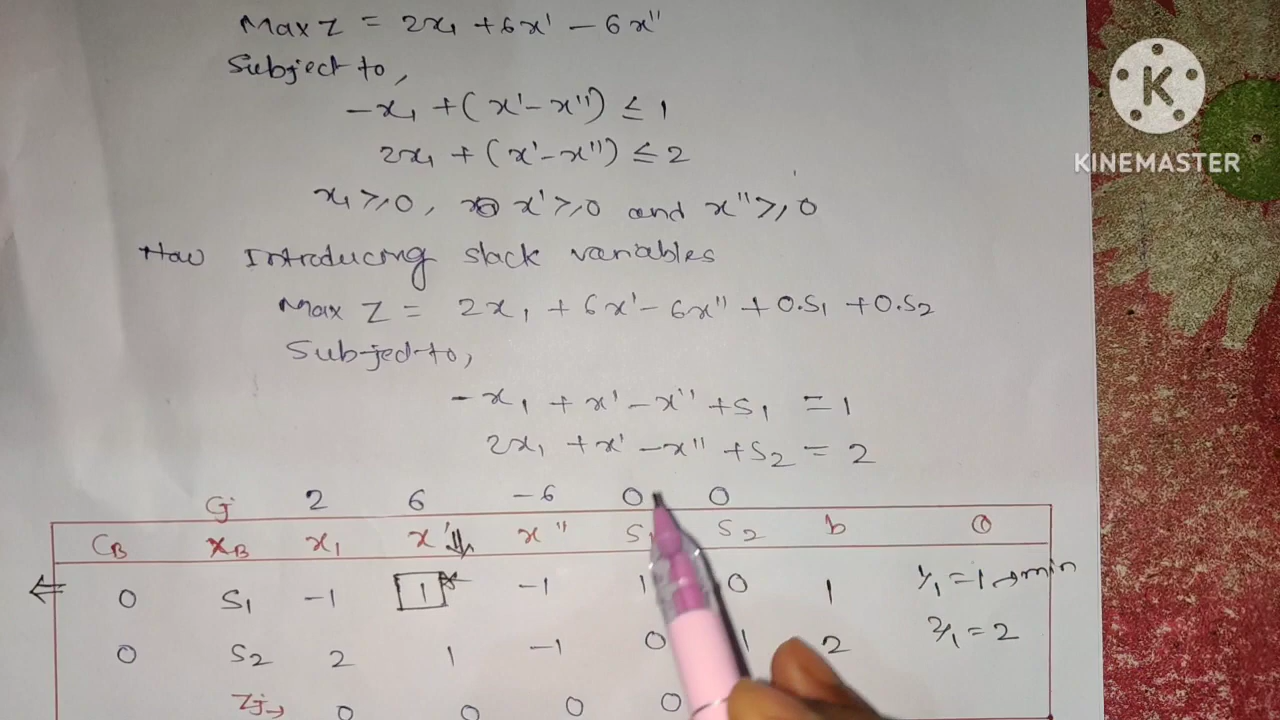 Max Z = 2x₁ + 6x' − 6x''
Subject to,
−x₁ + (x' − x'') ≤ 1
2x₁ + (x' − x'') ≤ 2
x₁ ≥ 0, x' ≥ 0 and x'' ≥ 0
KINEMASTER
Now Introducing slack variables
Max Z = 2x₁ + 6x' − 6x'' + 0.S₁ + 0.S₂
Subject to,
−x₁ + x' − x'' + S₁ = 1
2x₁ + x' − x'' + S₂ = 2
Cj 2 6 −6 0 0
CB XB x₁ x' x'' S₁ S₂ b θ
0 S₁ −1 1 −1 1 0 1 1/1 = 1 → min
0 S₂ 2 1 −1 0 1 2 2/1 = 2
Zj→ 0 0 0 0